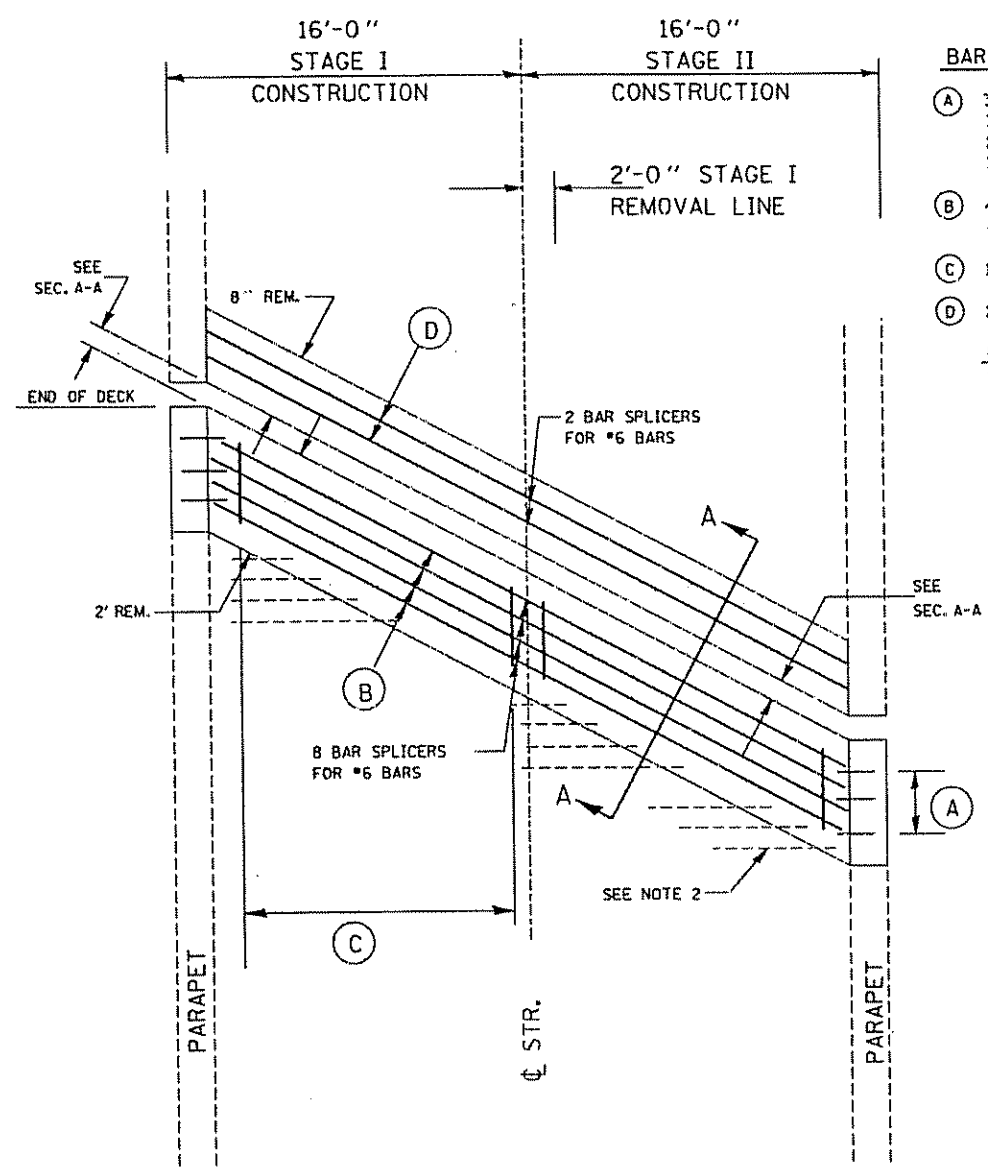 16'-0"
STAGE I
CONSTRUCTION
16'-0"
STAGE II
CONSTRUCTION
BAR
A
B
C
D
2'-0" STAGE I
REMOVAL LINE
SEE
SEC. A-A
8" REM.
D
END OF DECK
2 BAR SPLICERS
FOR #6 BARS
A
SEE
SEC. A-A
2' REM.
B
8 BAR SPLICERS
FOR #6 BARS
A
A
SEE NOTE 2
C
PARAPET
℄ STR.
PARAPET